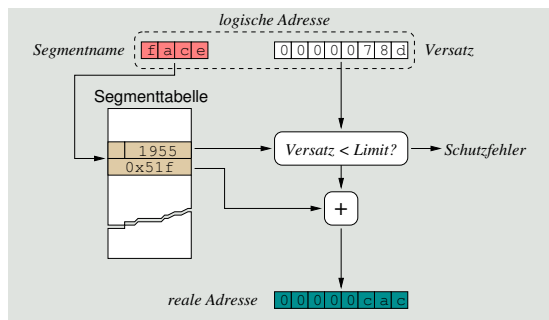 logische Adresse
Segmentname f a c e 0 0 0 0 0 7 8 d Versatz
Segmenttabelle
1955 Versatz < Limit? Schutzfehler
0x51f
+
reale Adresse 0 0 0 0 0 c a c